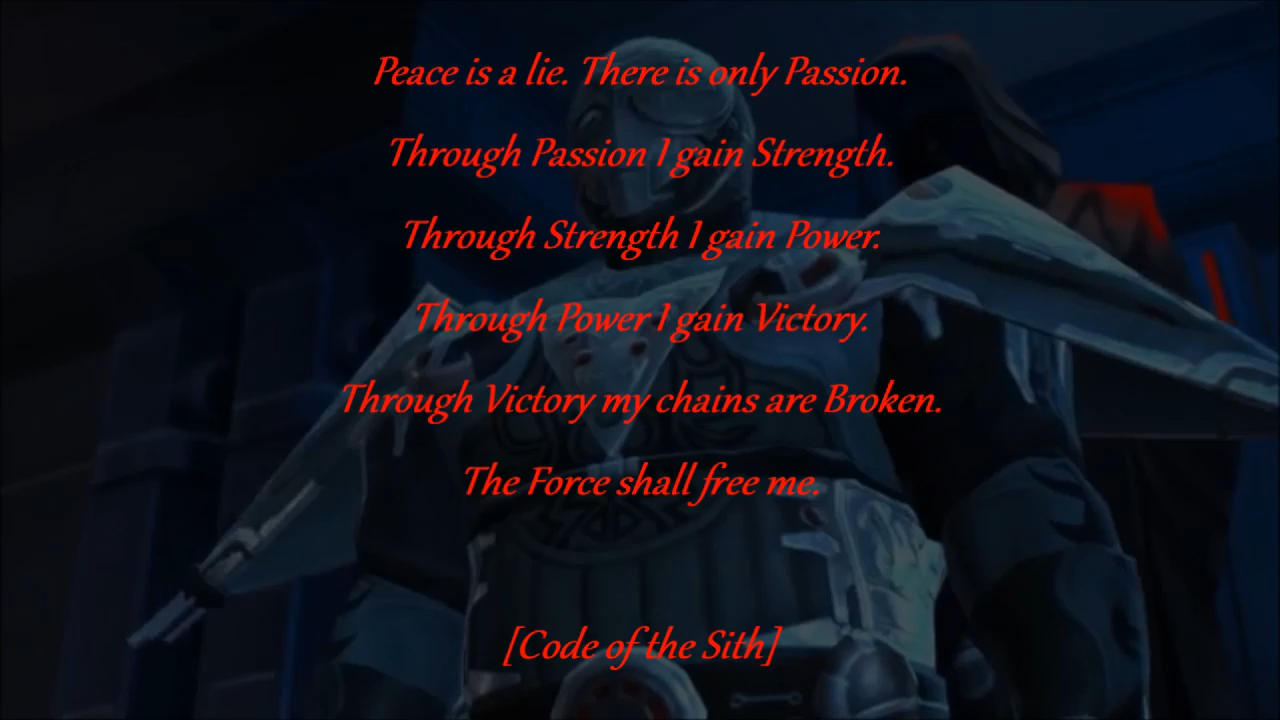 Peace is a lie. There is only Passion.
Through Passion I gain Strength.
Through Strength I gain Power.
Through Power I gain Victory.
Through Victory my chains are Broken.
The Force shall free me.
[Code of the Sith]